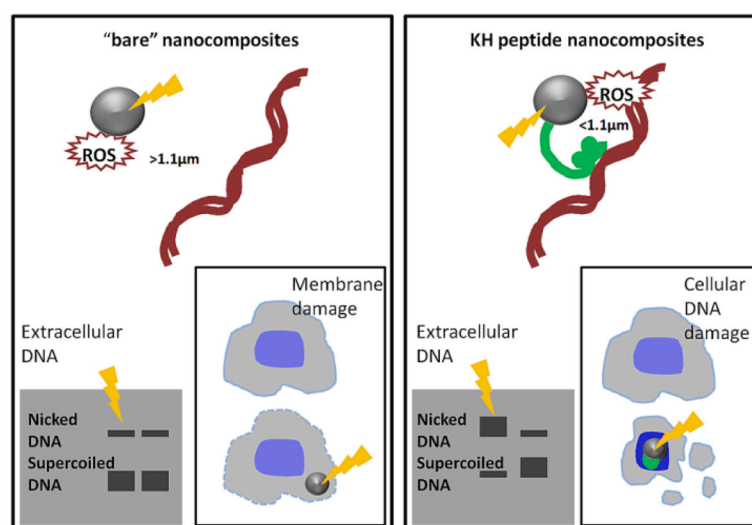 "bare" nanocomposites
ROS
>1.1µm
Extracellular
DNA
Nicked
DNA
Supercoiled
DNA
Membrane
damage
KH peptide nanocomposites
ROS
<1.1µm
Extracellular
DNA
Nicked
DNA
Supercoiled
DNA
Cellular
DNA
damage